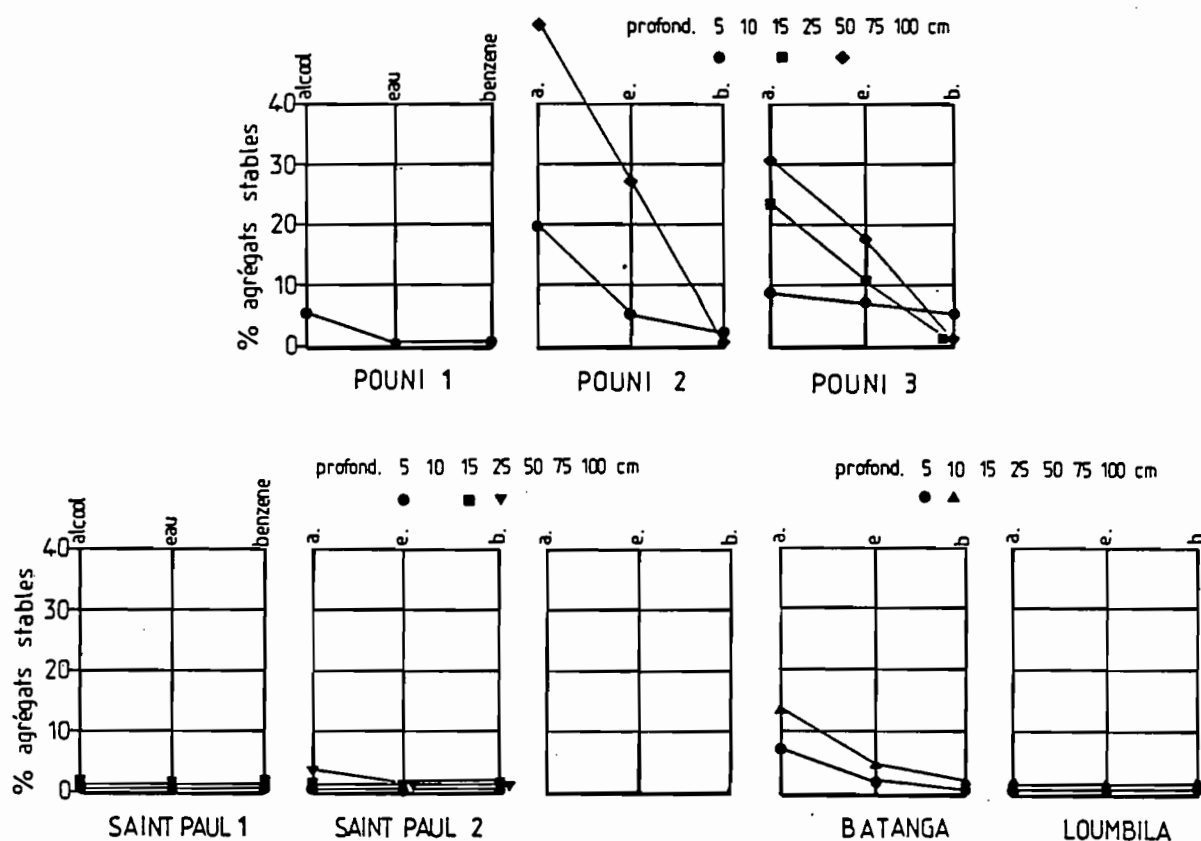 profond. 5 10 15 25 50 75 100 cm
alcool eau benzene a. e. b. a. e. b.
% agrégats stables
40
30
20
10
0
POUNI 1 POUNI 2 POUNI 3
profond. 5 10 15 25 50 75 100 cm profond. 5 10 15 25 50 75 100 cm
alcool eau benzene a. e. b. a. b. a. e b. a. e. b.
% agrégats stables
40
30
20
10
0
SAINT PAUL 1 SAINT PAUL 2 BATANGA LOUMBILA